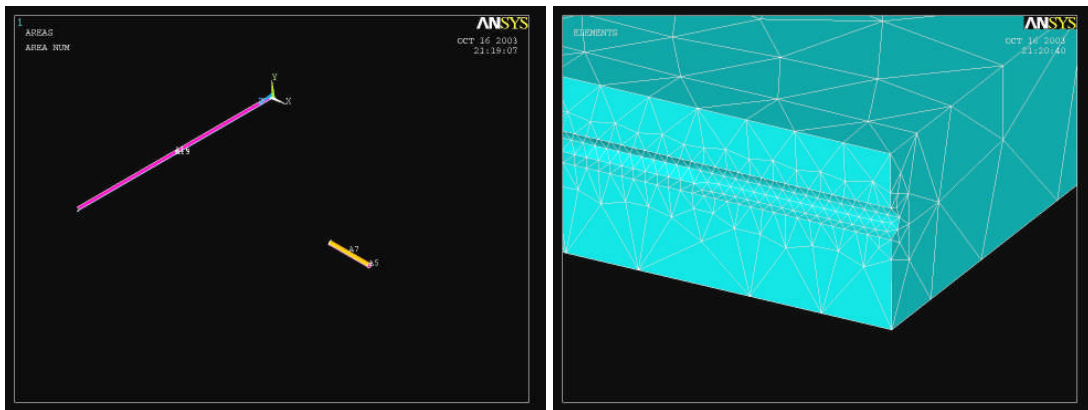 1
ANSYS
AREAS
AREA NUM
OCT 16 2003
21:19:07
Y
X
A7
A5
ANSYS
ELEMENTS
OCT 16 2003
21:20:40